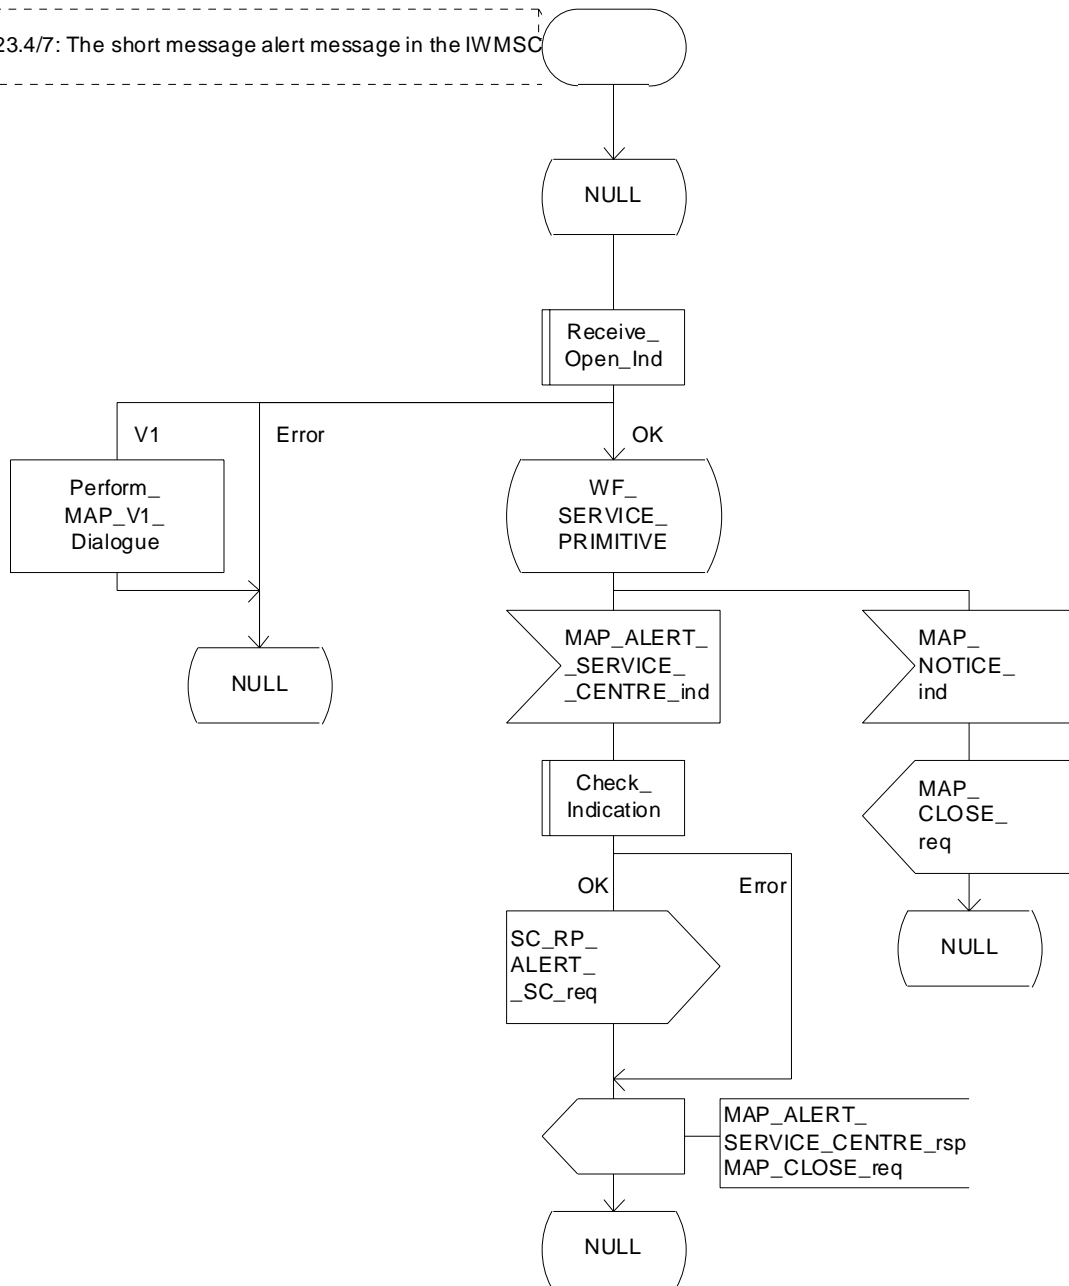 23.4/7: The short message alert message in the IWMSC
NULL
Receive_
Open_Ind
V1
Error
OK
Perform_
MAP_V1_
Dialogue
WF_
SERVICE_
PRIMITIVE
NULL
MAP_ALERT_
_SERVICE_
_CENTRE_ind
MAP_
NOTICE_
ind
Check_
Indication
MAP_
CLOSE_
req
OK
Error
SC_RP_
ALERT_
_SC_req
NULL
MAP_ALERT_
SERVICE_CENTRE_rsp
MAP_CLOSE_req
NULL